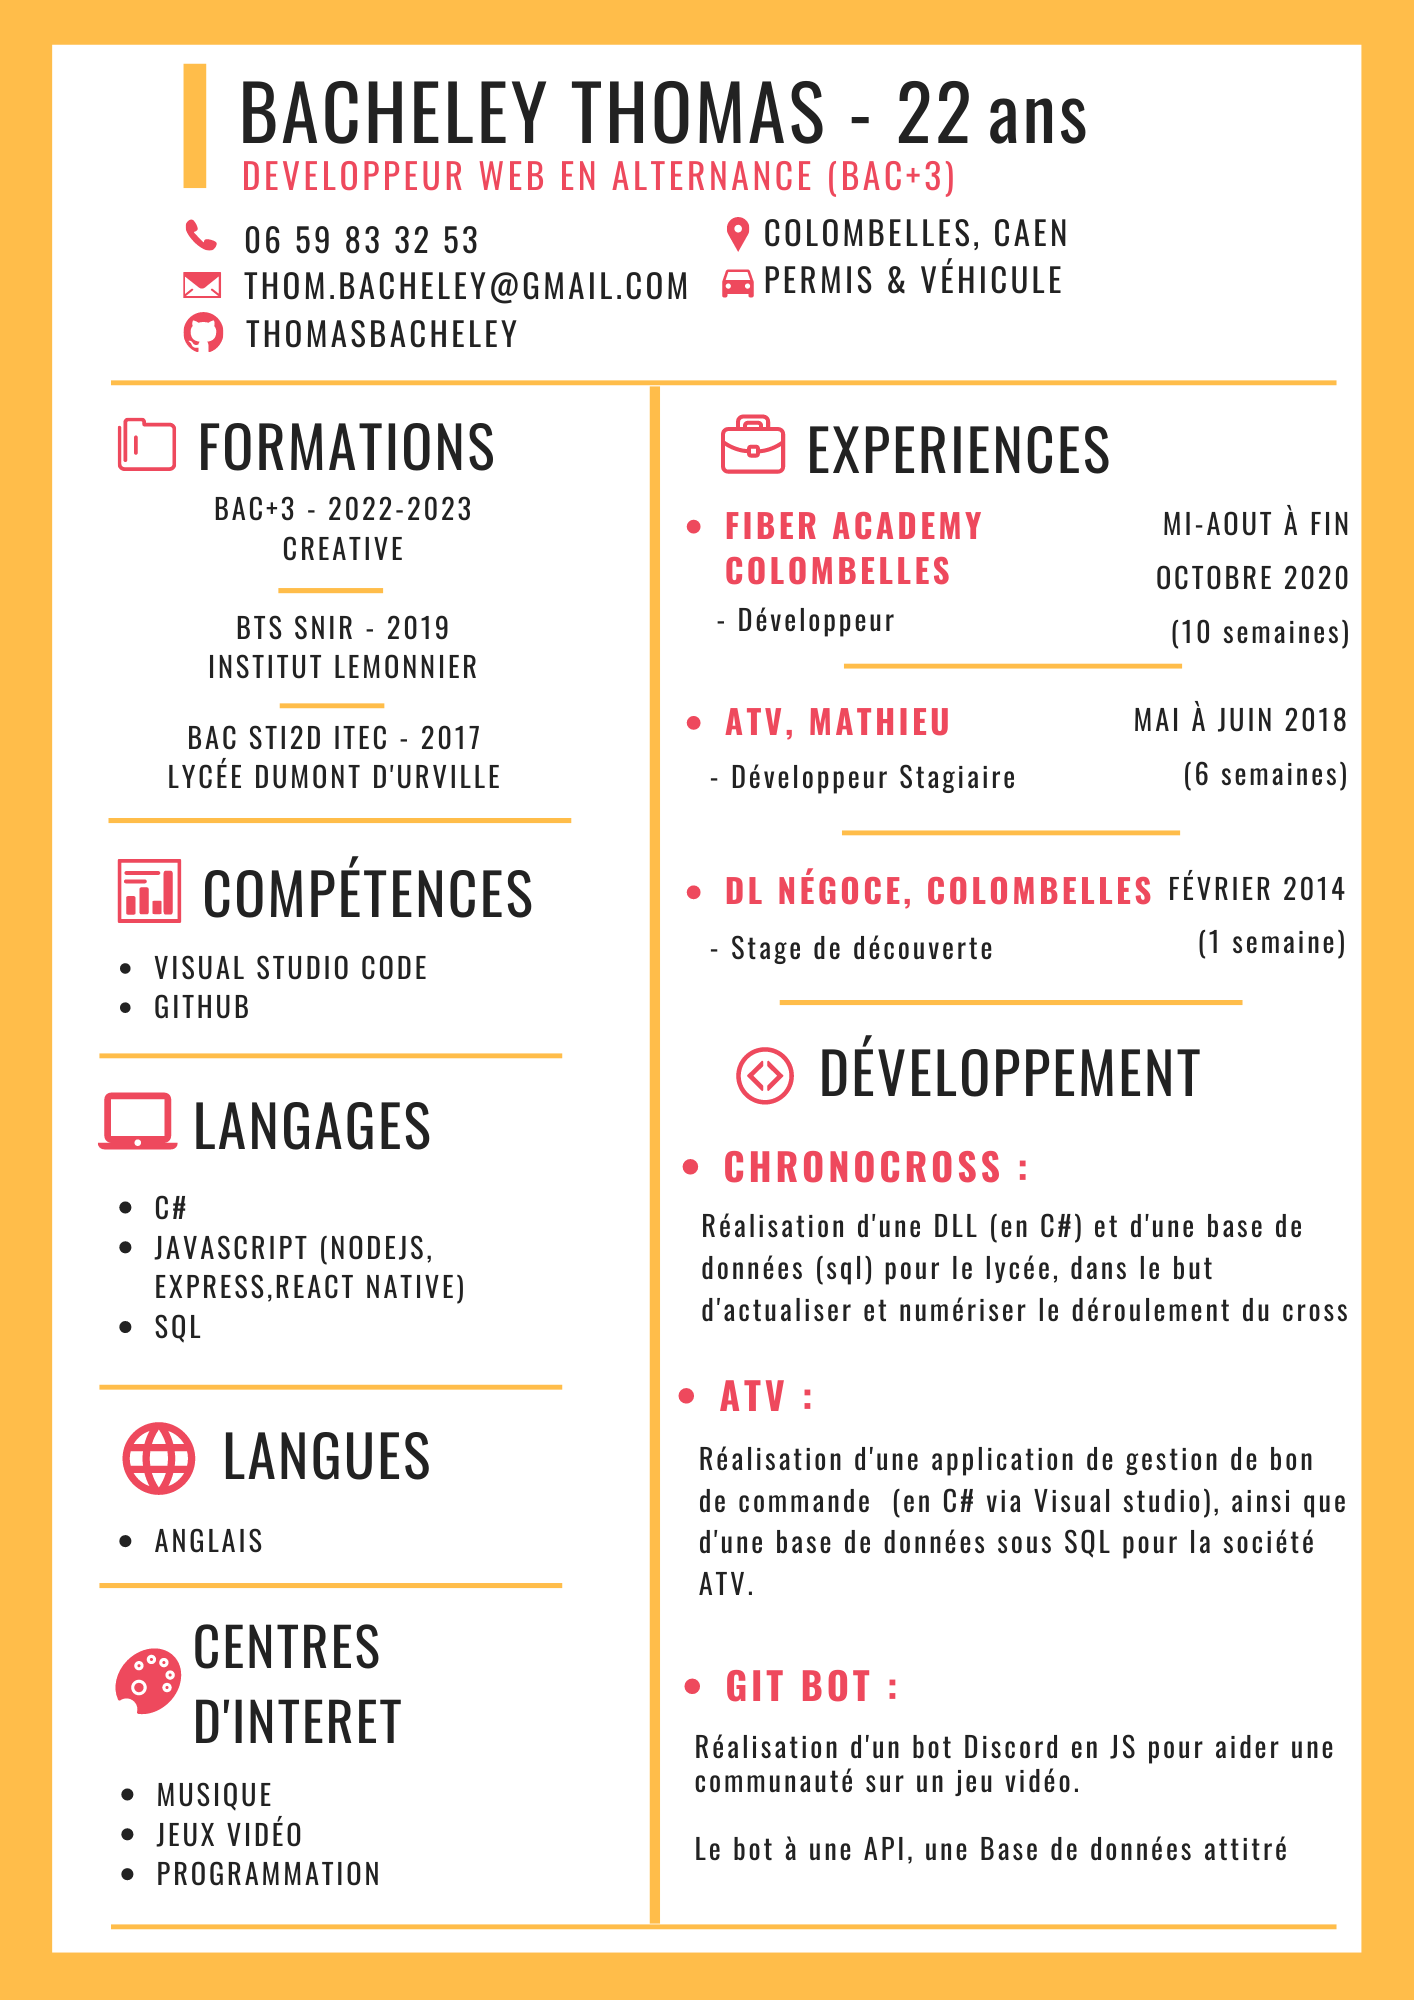 BACHELEY THOMAS - 22 ans
DEVELOPPEUR WEB EN ALTERNANCE (BAC+3)
06 59 83 32 53
THOM.BACHELEY@GMAIL.COM
THOMASBACHELEY
COLOMBELLES, CAEN
PERMIS & VÉHICULE
FORMATIONS
BAC+3 - 2022-2023
CREATIVE
BTS SNIR - 2019
INSTITUT LEMONNIER
BAC STI2D ITEC - 2017
LYCÉE DUMONT D'URVILLE
COMPÉTENCES
• VISUAL STUDIO CODE
• GITHUB
LANGAGES
• C#
• JAVASCRIPT (NODEJS,
EXPRESS,REACT NATIVE)
• SQL
LANGUES
• ANGLAIS
CENTRES
D'INTERET
• MUSIQUE
• JEUX VIDÉO
• PROGRAMMATION
EXPERIENCES
• FIBER ACADEMY
COLOMBELLES
- Développeur
MI-AOUT À FIN
OCTOBRE 2020
(10 semaines)
• ATV, MATHIEU
- Développeur Stagiaire
MAI À JUIN 2018
(6 semaines)
• DL NÉGOCE, COLOMBELLES
- Stage de découverte
FÉVRIER 2014
(1 semaine)
DÉVELOPPEMENT
• CHRONOCROSS :
Réalisation d'une DLL (en C#) et d'une base de
données (sql) pour le lycée, dans le but
d'actualiser et numériser le déroulement du cross
• ATV :
Réalisation d'une application de gestion de bon
de commande (en C# via Visual studio), ainsi que
d'une base de données sous SQL pour la société
ATV.
• GIT BOT :
Réalisation d'un bot Discord en JS pour aider une
communauté sur un jeu vidéo.
Le bot à une API, une Base de données attitré